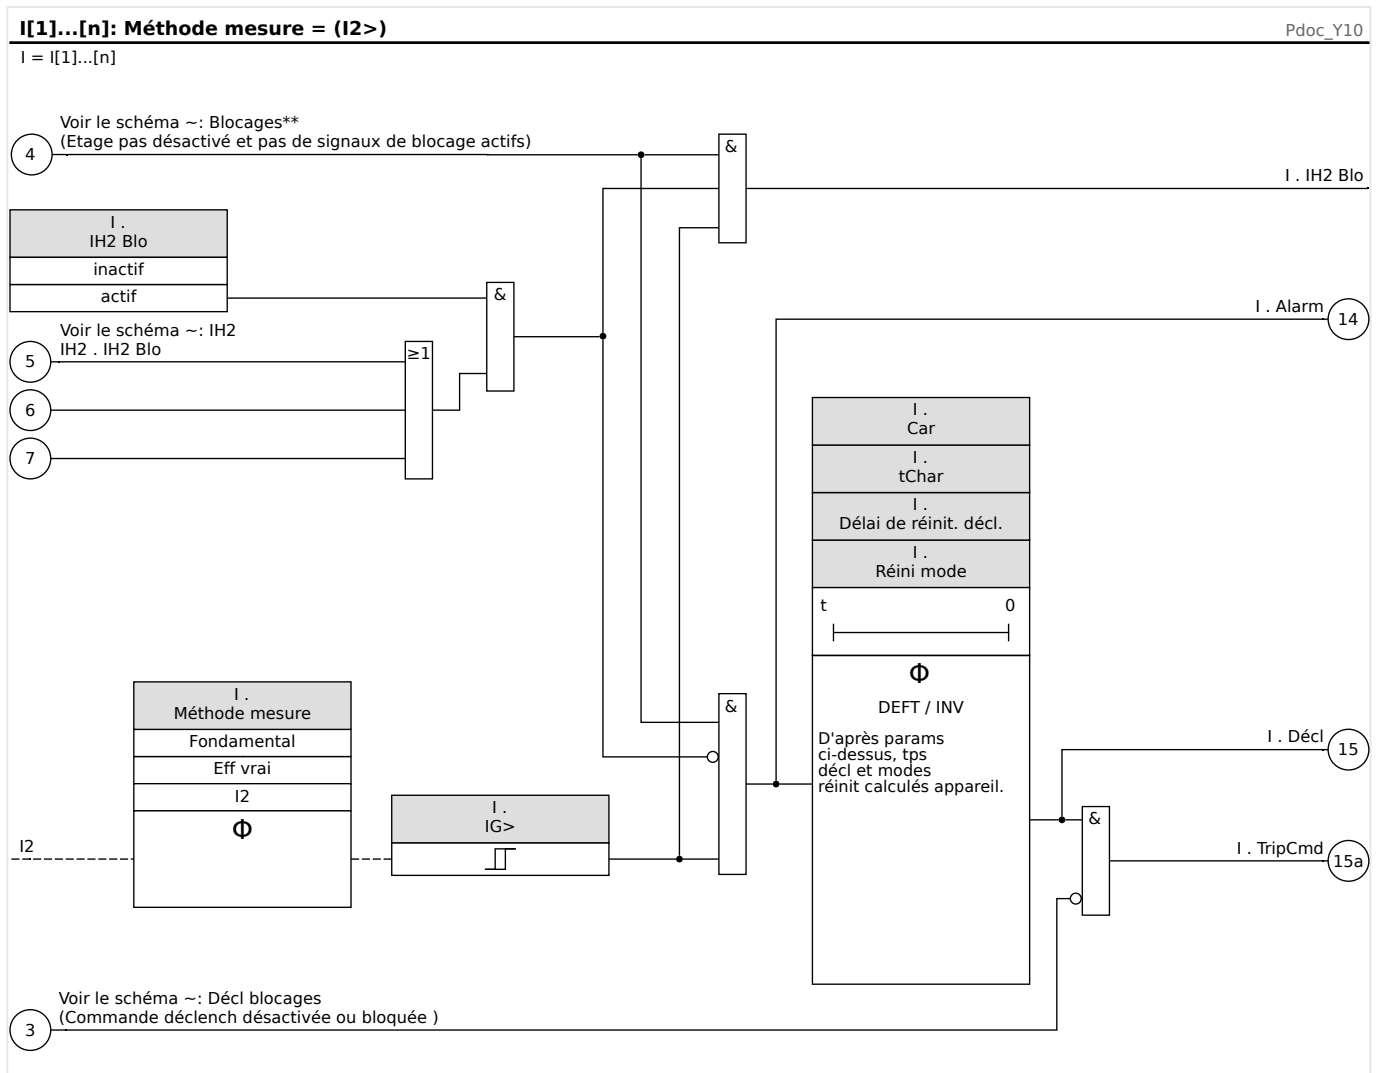 I[1]...[n]: Méthode mesure = (I2>)
Pdoc_Y10
I = I[1]...[n]
Voir le schéma ~: Blocages**
(Etage pas désactivé et pas de signaux de blocage actifs)
4
&
I . IH2 Blo
I .
IH2 Blo
inactif
actif
&
I . Alarm
14
Voir le schéma ~: IH2
IH2 . IH2 Blo
5
≥1
6
7
I .
Car
I .
tChar
I .
Délai de réinit. décl.
I .
Réini mode
t
0
Φ
DEFT / INV
D'après params
ci-dessus, tps
décl et modes
réinit calculés appareil.
I .
Méthode mesure
Fondamental
Eff vrai
I2
Φ
I2
I .
IG>
&
I . Décl
15
&
I . TripCmd
15a
Voir le schéma ~: Décl blocages
(Commande déclench désactivée ou bloquée )
3